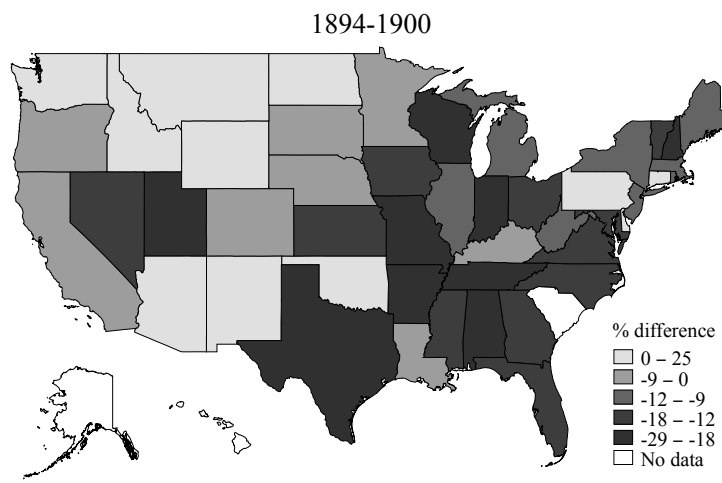 1894-1900
% difference
0 – 25
-9 – 0
-12 – -9
-18 – -12
-29 – -18
No data